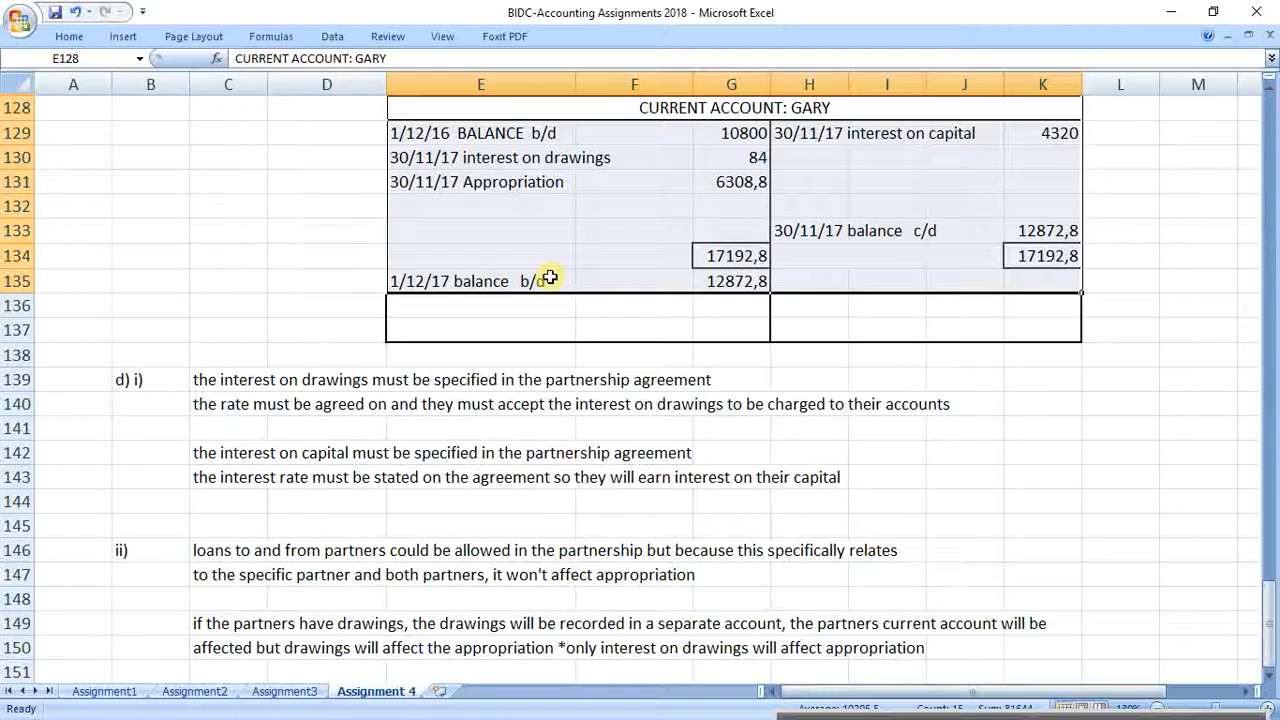 BIDC-Accounting Assignments 2018 - Microsoft Excel
Home Insert Page Layout Formulas Data Review View Foxit PDF
E128 fx CURRENT ACCOUNT: GARY
A B C D E F G H I J K L M
128 CURRENT ACCOUNT: GARY
129 1/12/16 BALANCE b/d 10800 30/11/17 interest on capital 4320
130 30/11/17 interest on drawings 84
131 30/11/17 Appropriation 6308,8
132
133 30/11/17 balance c/d 12872,8
134 17192,8 17192,8
135 1/12/17 balance b/d 12872,8
136
137
138
139 d) i) the interest on drawings must be specified in the partnership agreement
140 the rate must be agreed on and they must accept the interest on drawings to be charged to their accounts
141
142 the interest on capital must be specified in the partnership agreement
143 the interest rate must be stated on the agreement so they will earn interest on their capital
144
145
146 ii) loans to and from partners could be allowed in the partnership but because this specifically relates
147 to the specific partner and both partners, it won't affect appropriation
148
149 if the partners have drawings, the drawings will be recorded in a separate account, the partners current account will be
150 affected but drawings will affect the appropriation *only interest on drawings will affect appropriation
151
Assignment1 Assignment2 Assignment3 Assignment 4
Ready Average: 10205,5 Count: 15 Sum: 81644 130%